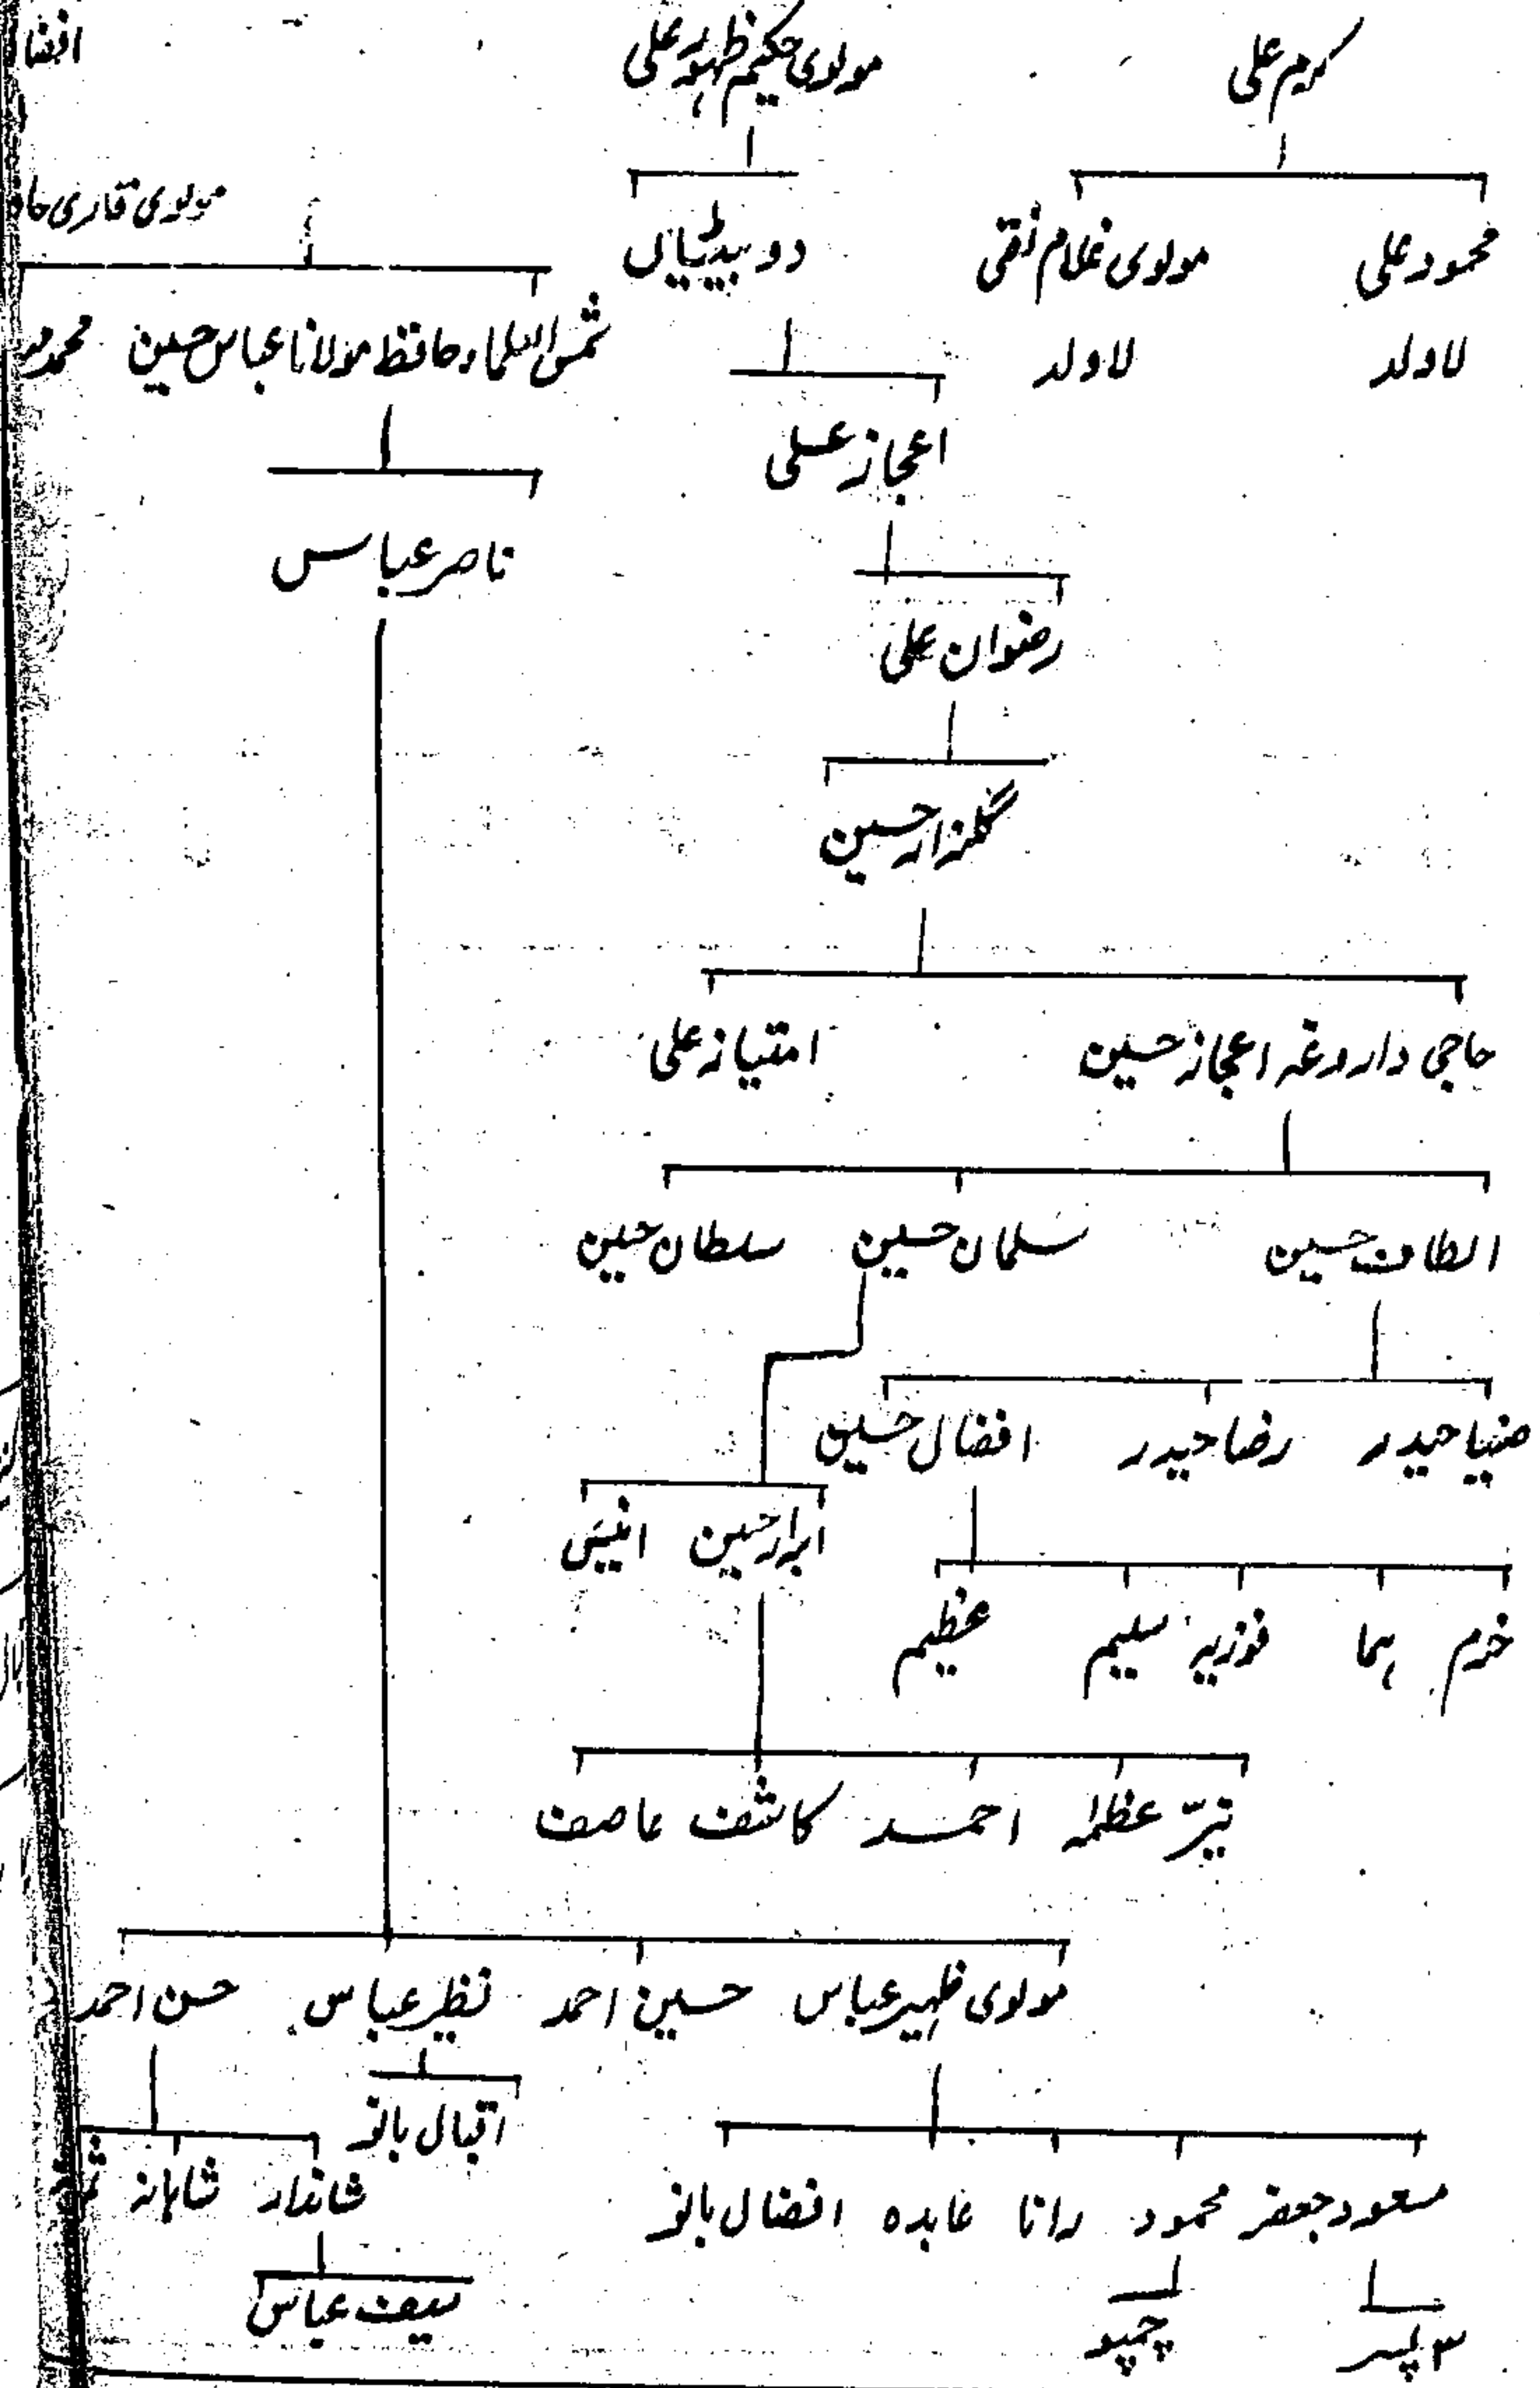 کرم علی مولوی حکیم ظہور علی
مولوی قاری
محمود علی مولوی غلام نقی دو بیٹیاں
لاولد لاولد شمس العلماء حافظ مولانا عباس حسین محمد
اعجاز علی
ناصر عباس
رضوان علی
گلزار حسین
حاجی داروغہ اعجاز حسین امتیاز علی
الطاف حسین سلمان حسین سلطان حسین
ضیا حیدر رضا حیدر افضال حسین
ابرار حسین انیس
خرم ہما فوزیہ سلیم عظیم
نیّر عظمہ احمد کاشف عاصف
مولوی ظہیر عباس حسین احمد نظیر عباس حسن احمد
اقبال بانو
مسعود جعفر محمود رانا عابدہ افضال بانو شاندار شاہانہ
سیف عباس
۳ پسر چمپو